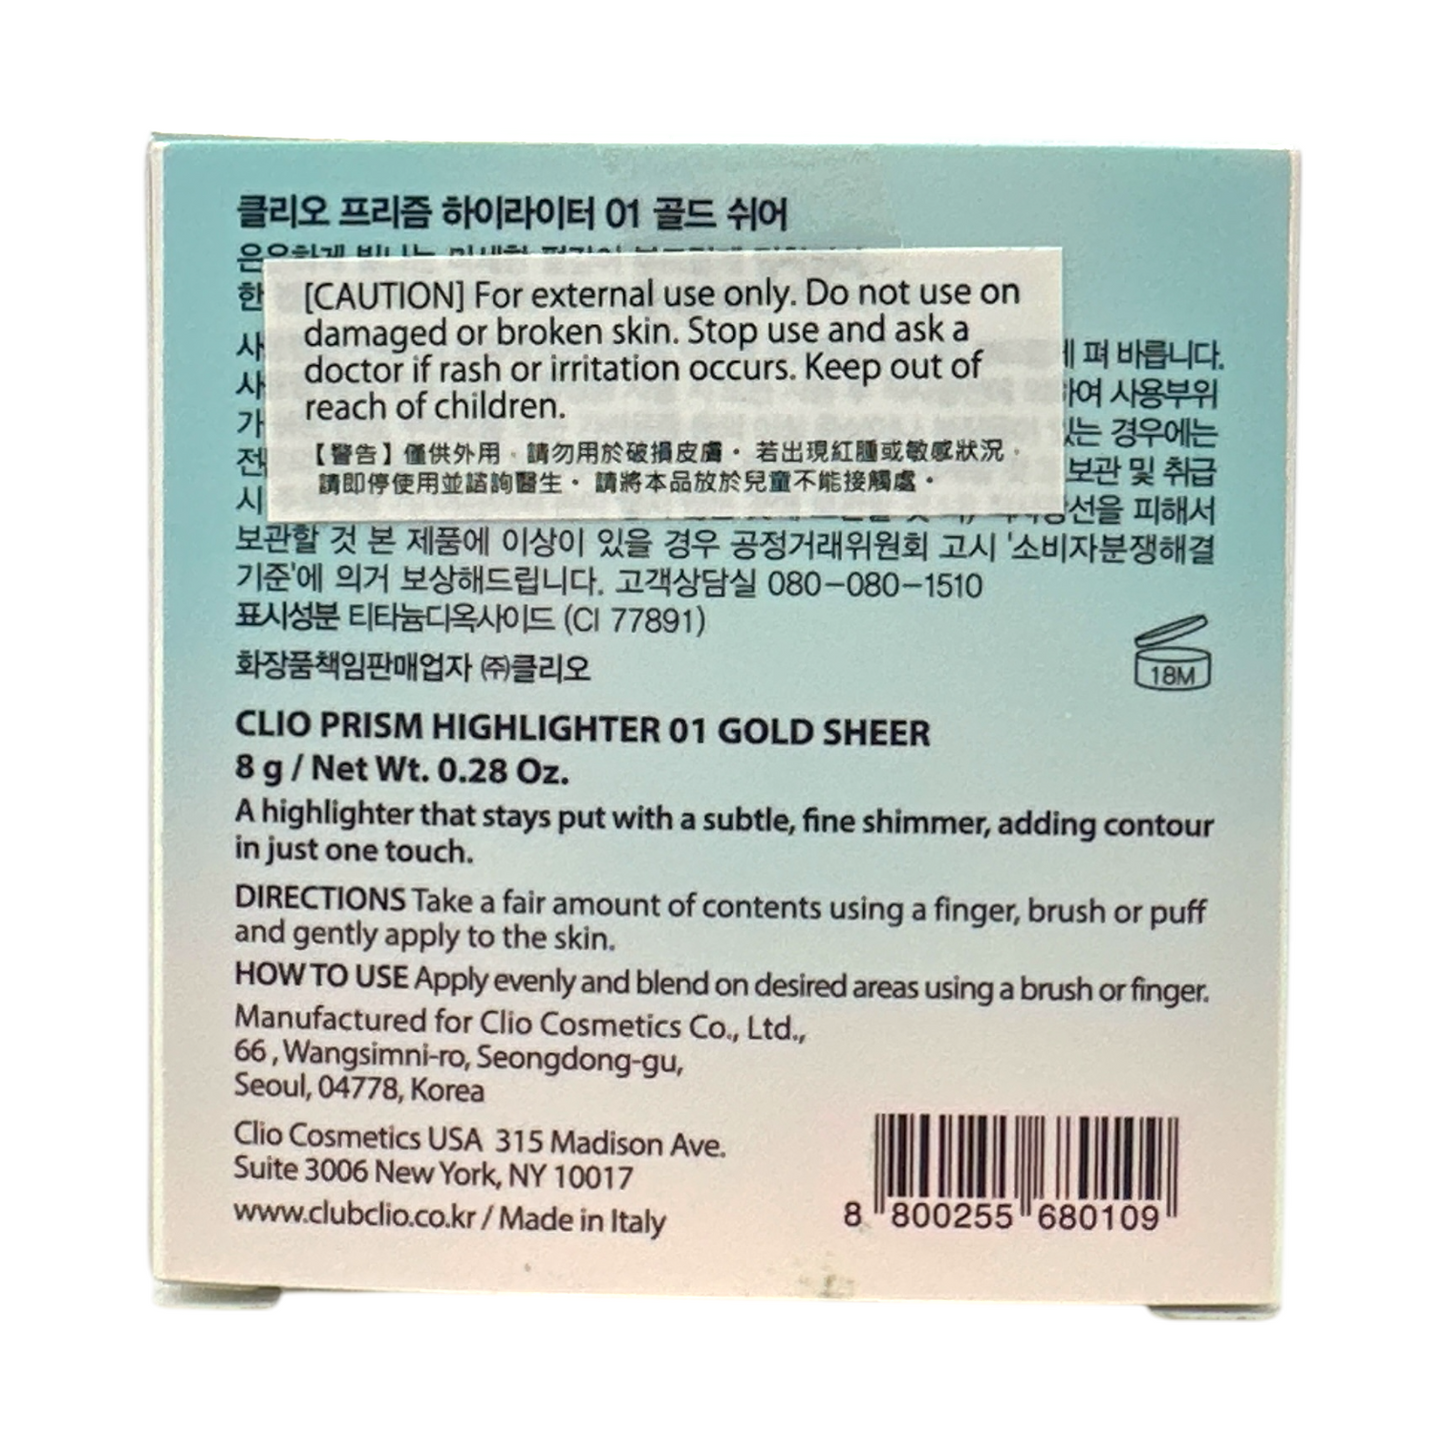 클리오 프리즘 하이라이터 01 골드 쉬어
[CAUTION] For external use only. Do not use on
damaged or broken skin. Stop use and ask a
doctor if rash or irritation occurs. Keep out of
reach of children.
【警告】僅供外用，請勿用於破損皮膚。若出現紅腫或敏感狀況，
請即停使用並諮詢醫生。請將本品放於兒童不能接觸處。
펴 바릅니다.
하여 사용부위
있는 경우에는
보관 및 취급
피해서
보관할 것 본 제품에 이상이 있을 경우 공정거래위원회 고시 '소비자분쟁해결
기준'에 의거 보상해드립니다. 고객상담실 080-080-1510
표시성분 티타늄디옥사이드 (CI 77891)
화장품책임판매업자 ㈜클리오
18M
CLIO PRISM HIGHLIGHTER 01 GOLD SHEER
8 g / Net Wt. 0.28 Oz.
A highlighter that stays put with a subtle, fine shimmer, adding contour
in just one touch.
DIRECTIONS Take a fair amount of contents using a finger, brush or puff
and gently apply to the skin.
HOW TO USE Apply evenly and blend on desired areas using a brush or finger.
Manufactured for Clio Cosmetics Co., Ltd.,
66 , Wangsimni-ro, Seongdong-gu,
Seoul, 04778, Korea
Clio Cosmetics USA 315 Madison Ave.
Suite 3006 New York, NY 10017
www.clubclio.co.kr / Made in Italy
8 800255 680109